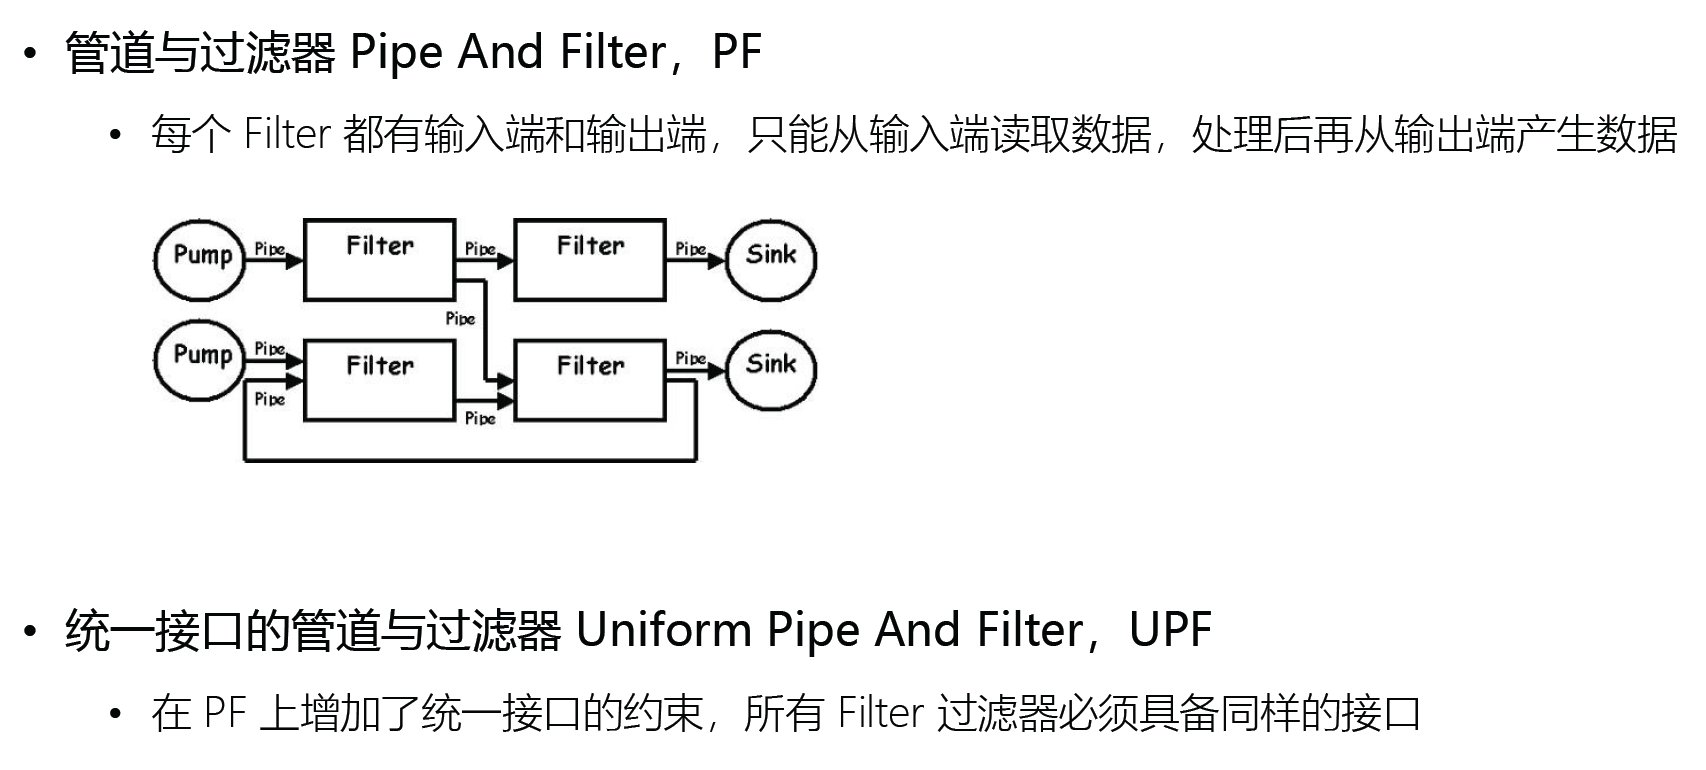 • 管道与过滤器 Pipe And Filter，PF
• 每个 Filter 都有输入端和输出端，只能从输入端读取数据，处理后再从输出端产生数据
Pump Pipe Filter Pipe Filter Pipe Sink
Pipe
Pump Pipe Filter Filter Pipe Sink
Pipe Pipe
• 统一接口的管道与过滤器 Uniform Pipe And Filter，UPF
• 在 PF 上增加了统一接口的约束，所有 Filter 过滤器必须具备同样的接口